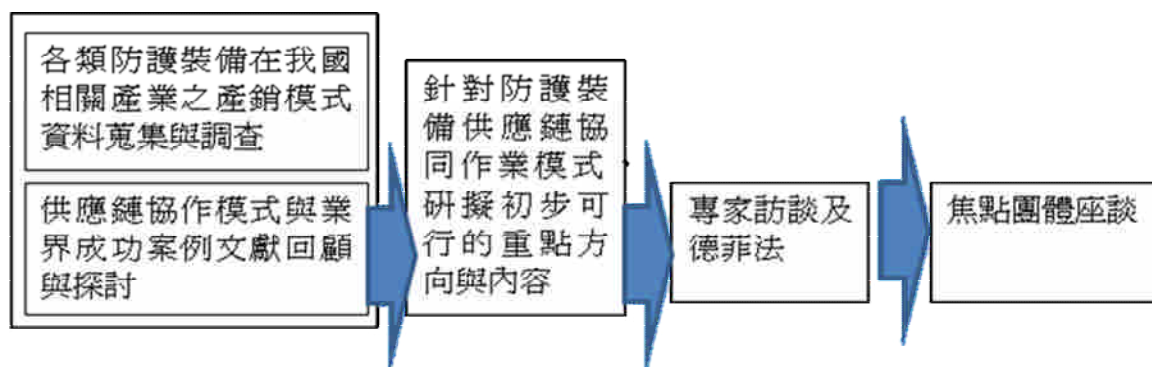 各類防護裝備在我國
相關產業之產銷模式
資料蒐集與調查
供應鏈協作模式與業
界成功案例文獻回顧
與探討
針對防護裝
備供應鏈協
同作業模式
研擬初步可
行的重點方
向與內容
專家訪談及
德菲法
焦點團體座談